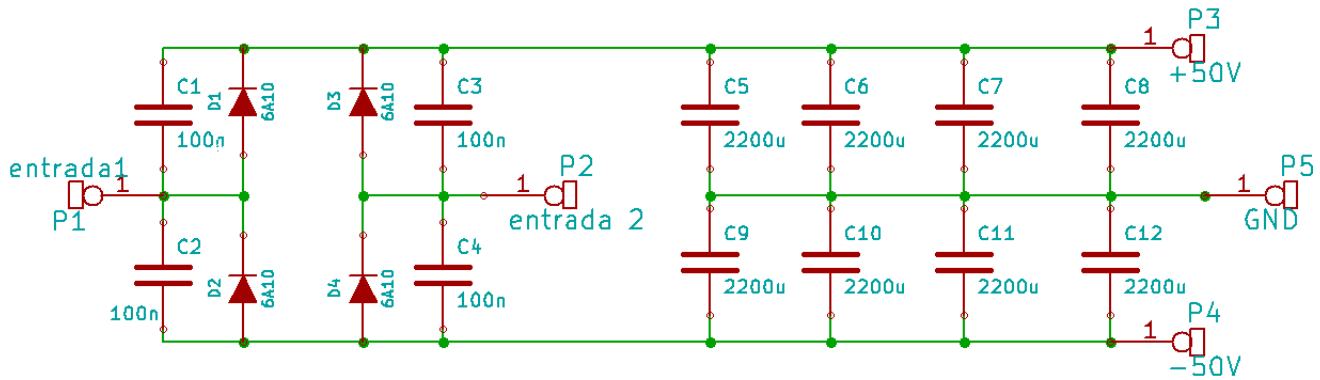 P3
1
+50V
C1
100n
D1
6A10
D3
6A10
C3
100n
C5
2200u
C6
2200u
C7
2200u
C8
2200u
entrada1
1
P1
P2
1
entrada 2
P5
1
GND
C2
100n
D2
6A10
D4
6A10
C4
100n
C9
2200u
C10
2200u
C11
2200u
C12
2200u
P4
1
-50V